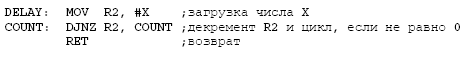 DELAY: MOV R2, #X ;загрузка числа X
COUNT: DJNZ R2, COUNT ;декремент R2 и цикл, если не равно 0
RET ;возврат